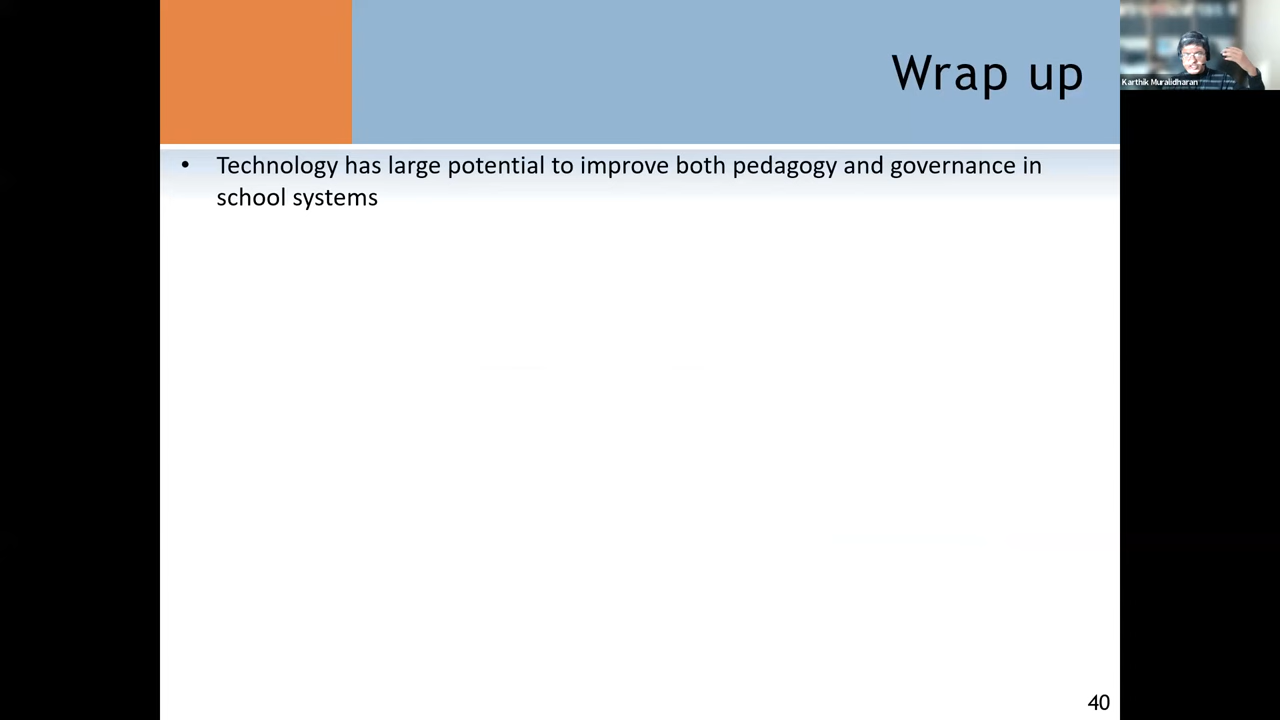 Wrap up
Karthik Muralidharan
• Technology has large potential to improve both pedagogy and governance in
school systems
40